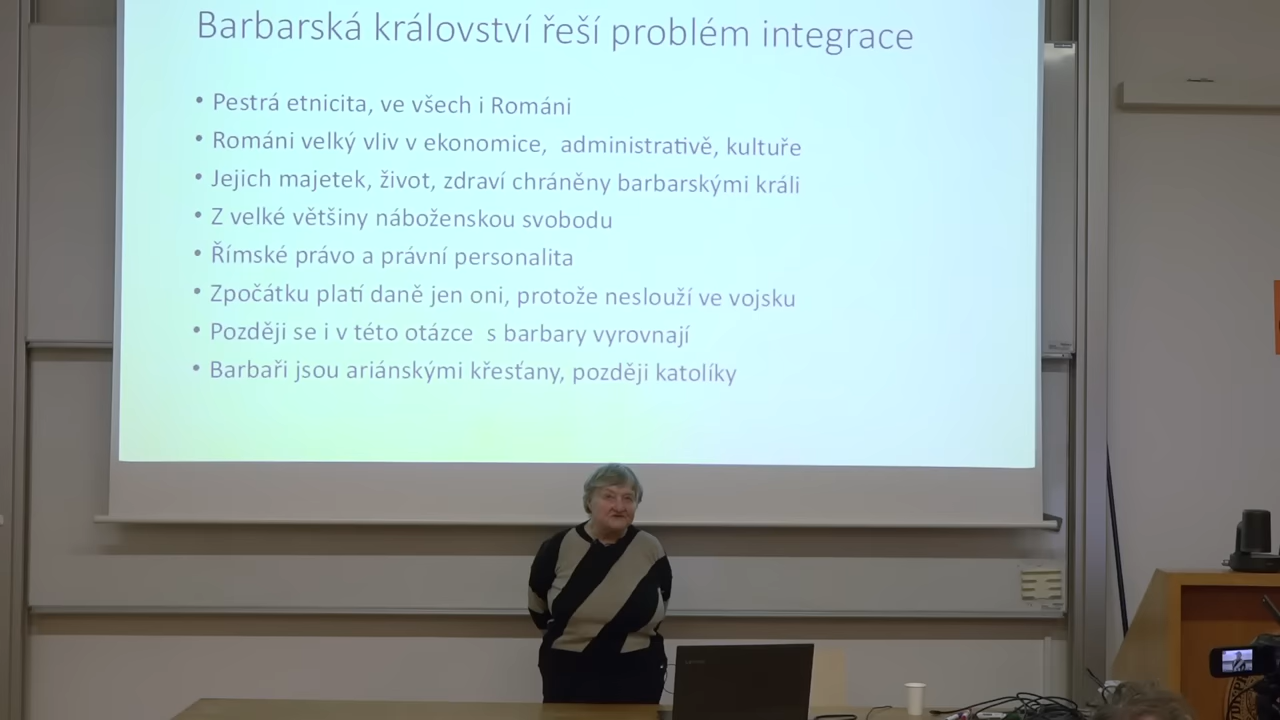 Barbarská království řeší problém integrace
• Pestrá etnicita, ve všech i Románi
• Románi velký vliv v ekonomice, administrativě, kultuře
• Jejich majetek, život, zdraví chráněny barbarskými králi
• Z velké většiny náboženskou svobodu
• Římské právo a právní personalita
• Zpočátku platí daně jen oni, protože neslouží ve vojsku
• Později se i v této otázce s barbary vyrovnají
• Barbaři jsou ariánskými křesťany, později katolíky